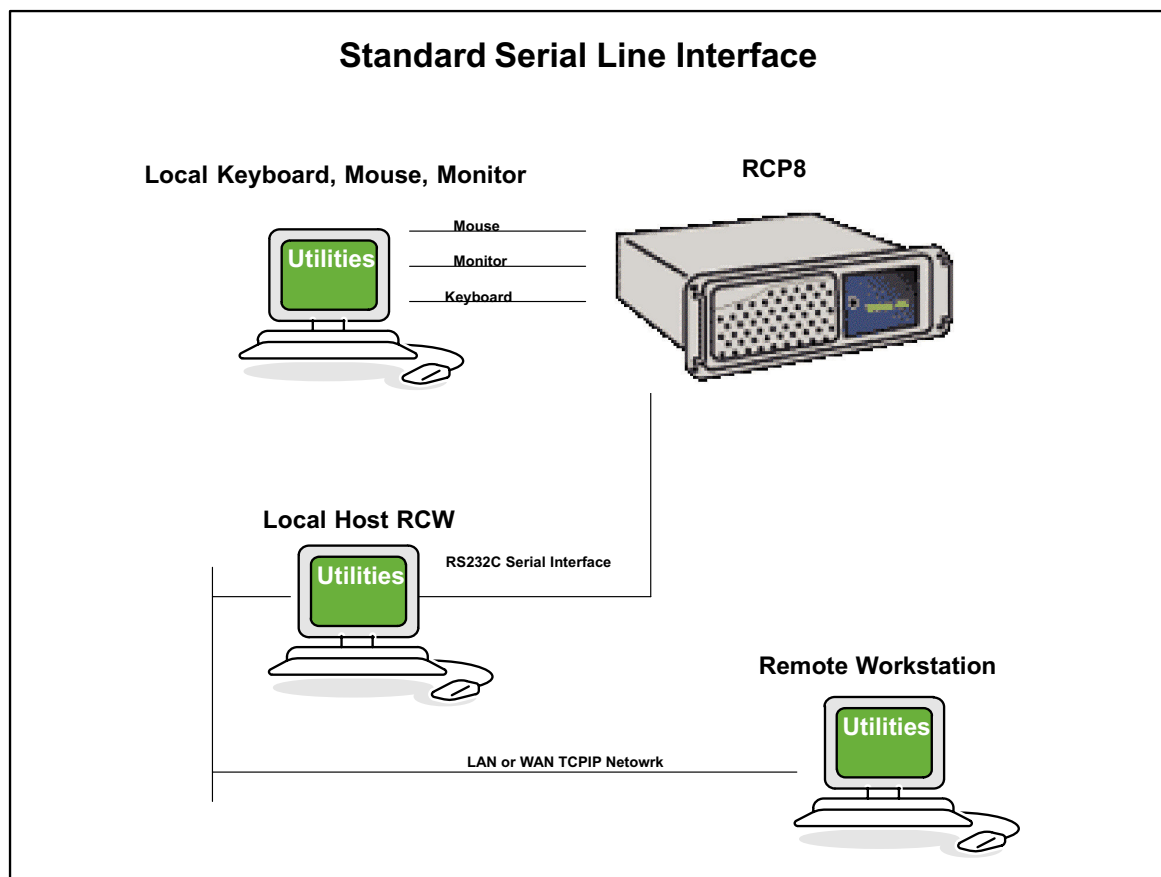 Standard Serial Line Interface
Local Keyboard, Mouse, Monitor
RCP8
Mouse
Utilities
Monitor
Keyboard
Local Host RCW
RS232C Serial Interface
Utilities
Remote Workstation
Utilities
LAN or WAN TCPIP Netowrk